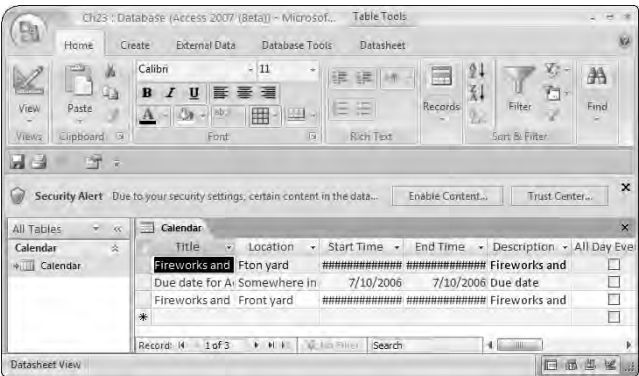 Ch23 : Database (Access 2007 (Beta)) - Microsof... Table Tools
Home Create External Data Database Tools Datasheet
Calibri 11
B I U
A ab
View Paste Records Filter Find
Views Clipboard Font Rich Text Sort & Filter
Security Alert Due to your security settings, certain content in the data... Enable Content... Trust Center...
All Tables
Calendar
Calendar
Calendar
Title Location Start Time End Time Description All Day Eve
Fireworks and Fton yard ############## ############## Fireworks and
Due date for A Somewhere in 7/10/2006 7/10/2006 Due date
Fireworks and Front yard ############## ############## Fireworks and
*
Record: 1 of 3 No Filter Search
Datasheet View